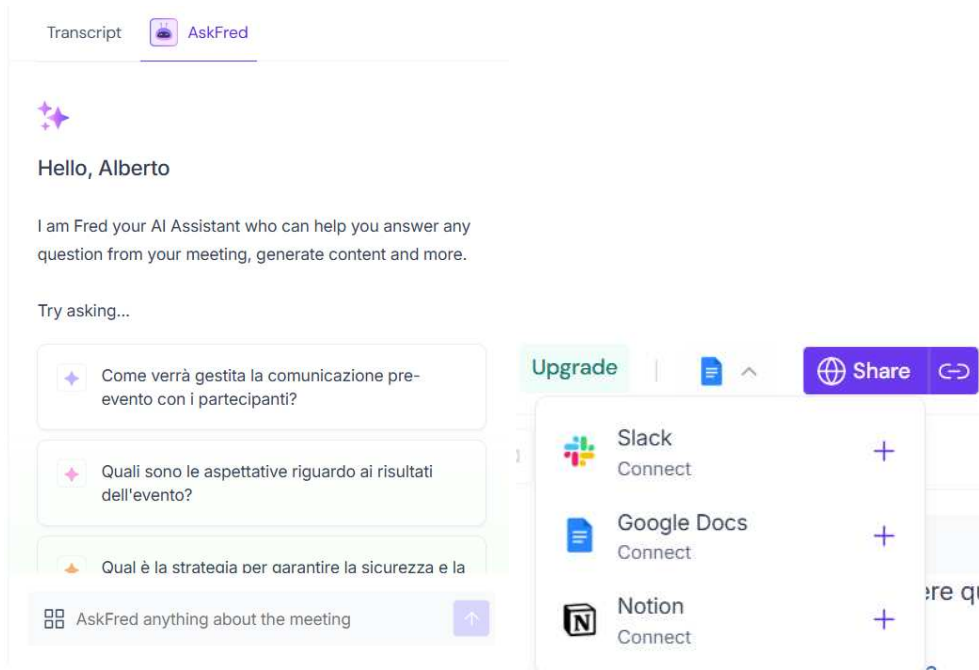 Transcript
AskFred
Hello, Alberto
I am Fred your AI Assistant who can help you answer any
question from your meeting, generate content and more.
Try asking...
Come verrà gestita la comunicazione pre-
evento con i partecipanti?
Quali sono le aspettative riguardo ai risultati
dell'evento?
Qual è la strategia per garantire la sicurezza e la
AskFred anything about the meeting
Upgrade
Share
Slack
Connect
Google Docs
Connect
Notion
Connect